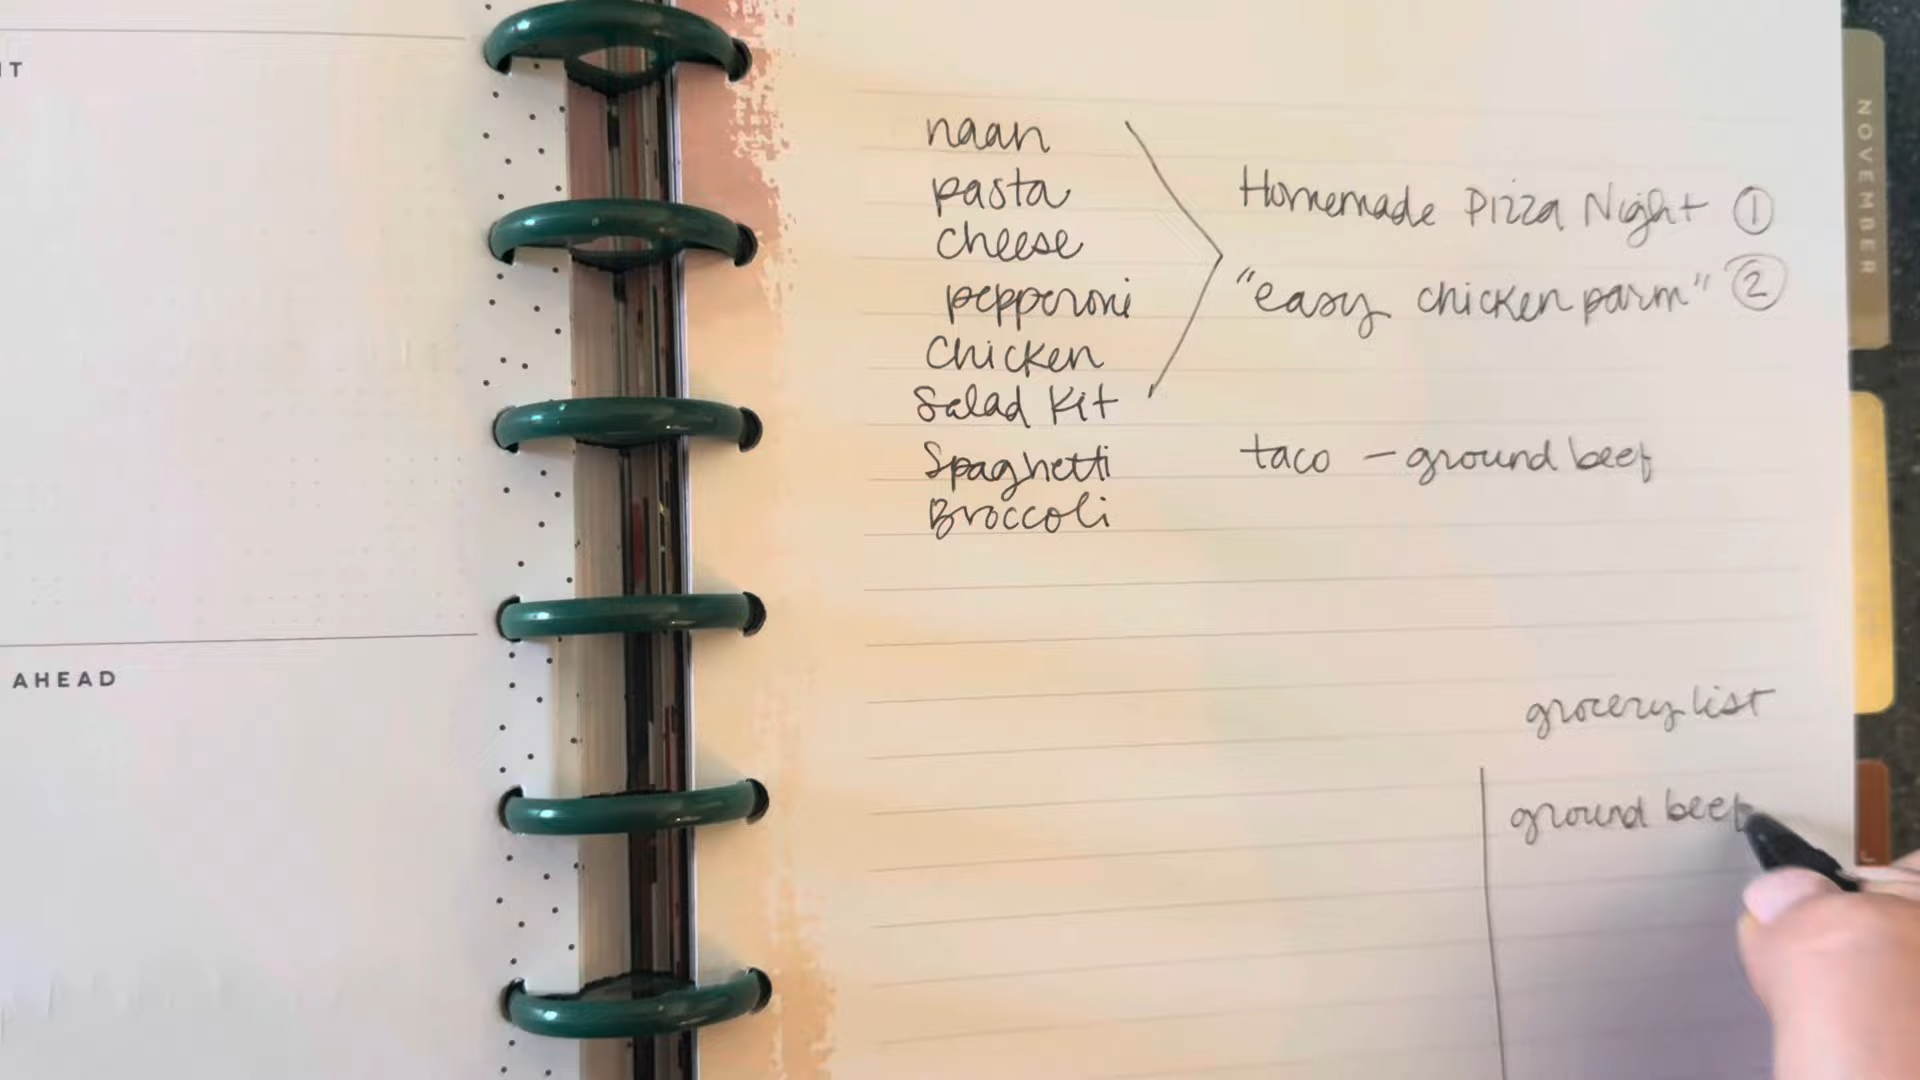 IT
AHEAD
naan
pasta
cheese
pepperoni
Chicken
Salad Kit
Spaghetti
Broccoli
Homemade Pizza Night ①
"easy chicken parm" ②
taco - ground beef
grocery list
ground beef
NOVEMBER